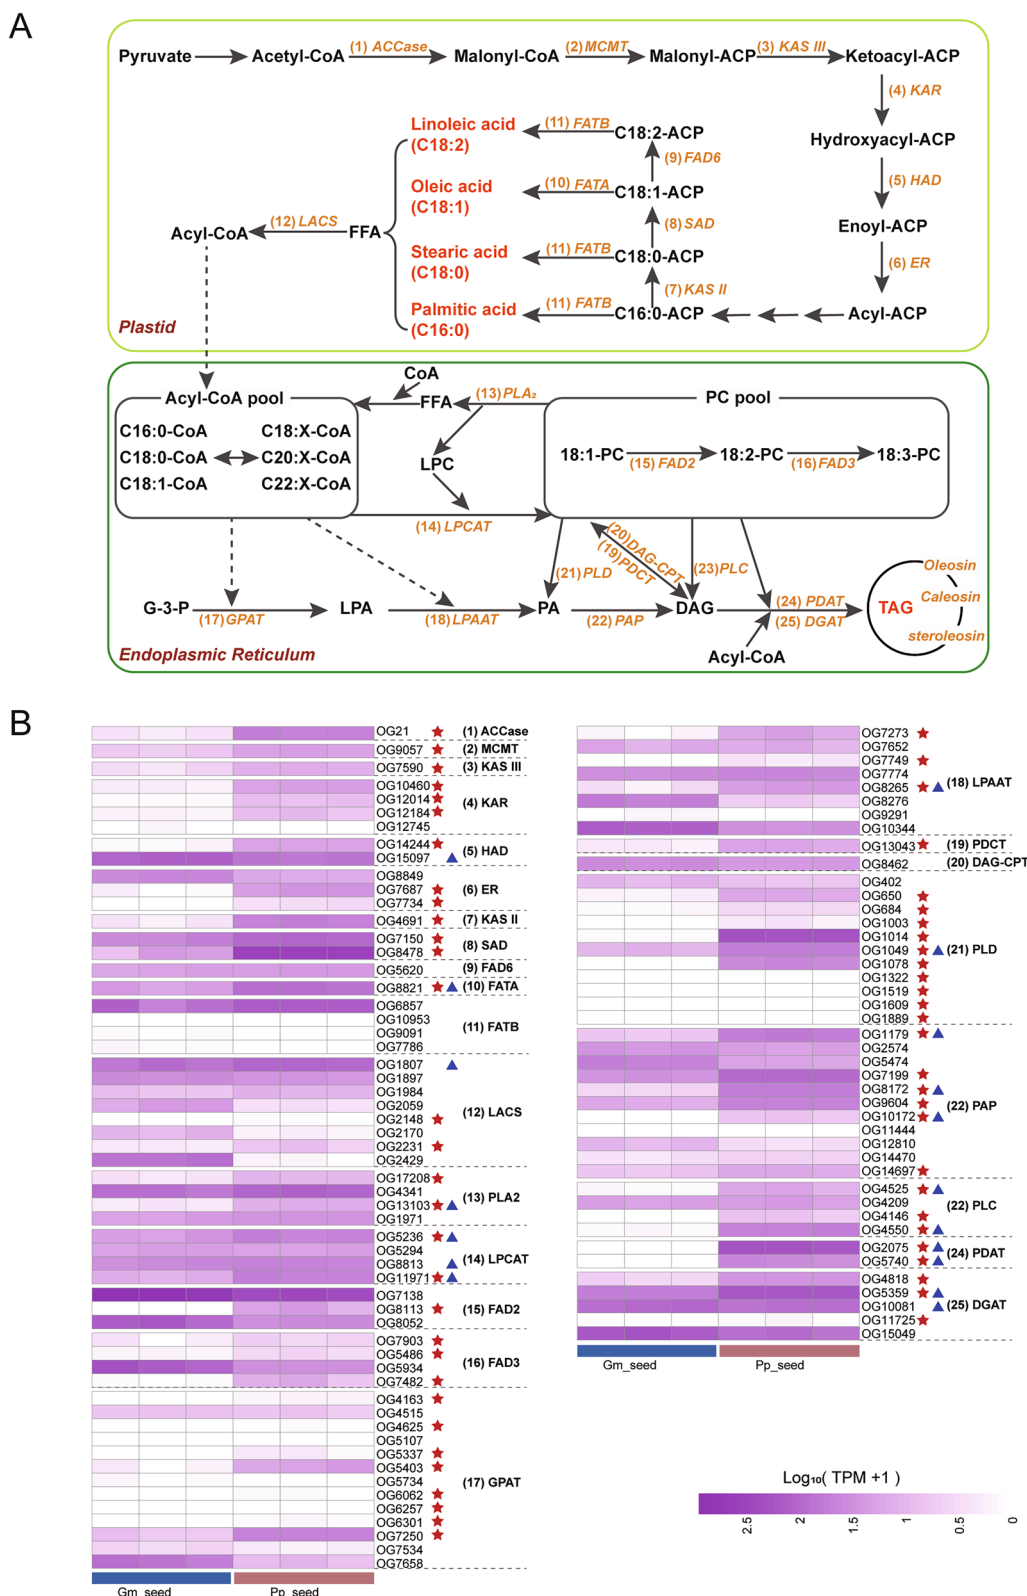 A
Pyruvate
Acetyl-CoA
(1) ACCase
Malonyl-CoA
(2) MCMT
Malonyl-ACP
(3) KAS III
Ketoacyl-ACP
(4) KAR
Hydroxyacyl-ACP
(5) HAD
Enoyl-ACP
(6) ER
Acyl-ACP
Linoleic acid
(C18:2)
(11) FATB
C18:2-ACP
(9) FAD6
Oleic acid
(C18:1)
(10) FATA
C18:1-ACP
(8) SAD
Stearic acid
(C18:0)
(11) FATB
C18:0-ACP
(7) KAS II
Palmitic acid
(C16:0)
(11) FATB
C16:0-ACP
Acyl-CoA
(12) LACS
FFA
Plastid
CoA
Acyl-CoA pool
FFA
(13) PLA₂
PC pool
C16:0-CoA
C18:X-CoA
C18:0-CoA
C20:X-CoA
C18:1-CoA
C22:X-CoA
LPC
18:1-PC
(15) FAD2
18:2-PC
(16) FAD3
18:3-PC
(14) LPCAT
(20) DAG-CPT
(19) PDCT
(21) PLD
(23) PLC
G-3-P
(17) GPAT
LPA
(18) LPAAT
PA
(22) PAP
DAG
(24) PDAT
(25) DGAT
Acyl-CoA
TAG
Oleosin
Caleosin
steroleosin
Endoplasmic Reticulum
B
OG21
(1) ACCase
OG9057
(2) MCMT
OG7590
(3) KAS III
OG10460
OG12014
OG12184
OG12745
(4) KAR
OG14244
OG15097
(5) HAD
OG8849
OG7687
OG7734
(6) ER
OG4691
(7) KAS II
OG7150
OG8478
(8) SAD
OG5620
(9) FAD6
OG8821
(10) FATA
OG6857
OG10953
OG9091
OG7786
(11) FATB
OG1807
OG1897
OG1984
OG2059
OG2148
OG2170
OG2231
OG2429
(12) LACS
OG17208
OG4341
OG13103
OG1971
(13) PLA2
OG5236
OG5294
OG8813
OG11971
(14) LPCAT
OG7138
OG8113
OG8052
(15) FAD2
OG7903
OG5486
OG5934
OG7482
(16) FAD3
OG4163
OG4515
OG4625
OG5107
OG5337
OG5403
OG5734
OG6062
OG6257
OG6301
OG7250
OG7534
OG7658
(17) GPAT
Gm_seed
Pp_seed
OG7273
OG7652
OG7749
OG7774
OG8265
OG8276
OG9291
OG10344
(18) LPAAT
OG13043
(19) PDCT
OG8462
(20) DAG-CPT
OG402
OG650
OG684
OG1003
OG1014
OG1049
OG1078
OG1322
OG1519
OG1609
OG1889
(21) PLD
OG1179
OG2574
OG5474
OG7199
OG8172
OG9604
OG10172
OG11444
OG12810
OG14470
OG14697
(22) PAP
OG4525
OG4209
OG4146
OG4550
(22) PLC
OG2075
OG5740
(24) PDAT
OG4818
OG5359
OG10081
OG11725
OG15049
(25) DGAT
Gm_seed
Pp_seed
Log₁₀( TPM +1 )
2.5
2
1.5
1
0.5
0